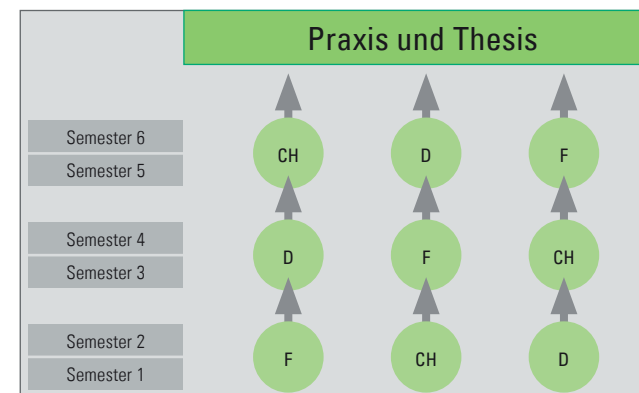 Praxis und Thesis
Semester 6
Semester 5
CH D F
Semester 4
Semester 3
D F CH
Semester 2
Semester 1
F CH D